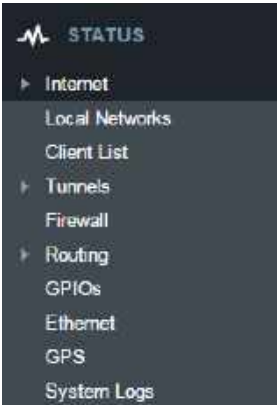 STATUS
Internet
Local Networks
Client List
Tunnels
Firewall
Routing
GPIOs
Ethernet
GPS
System Logs